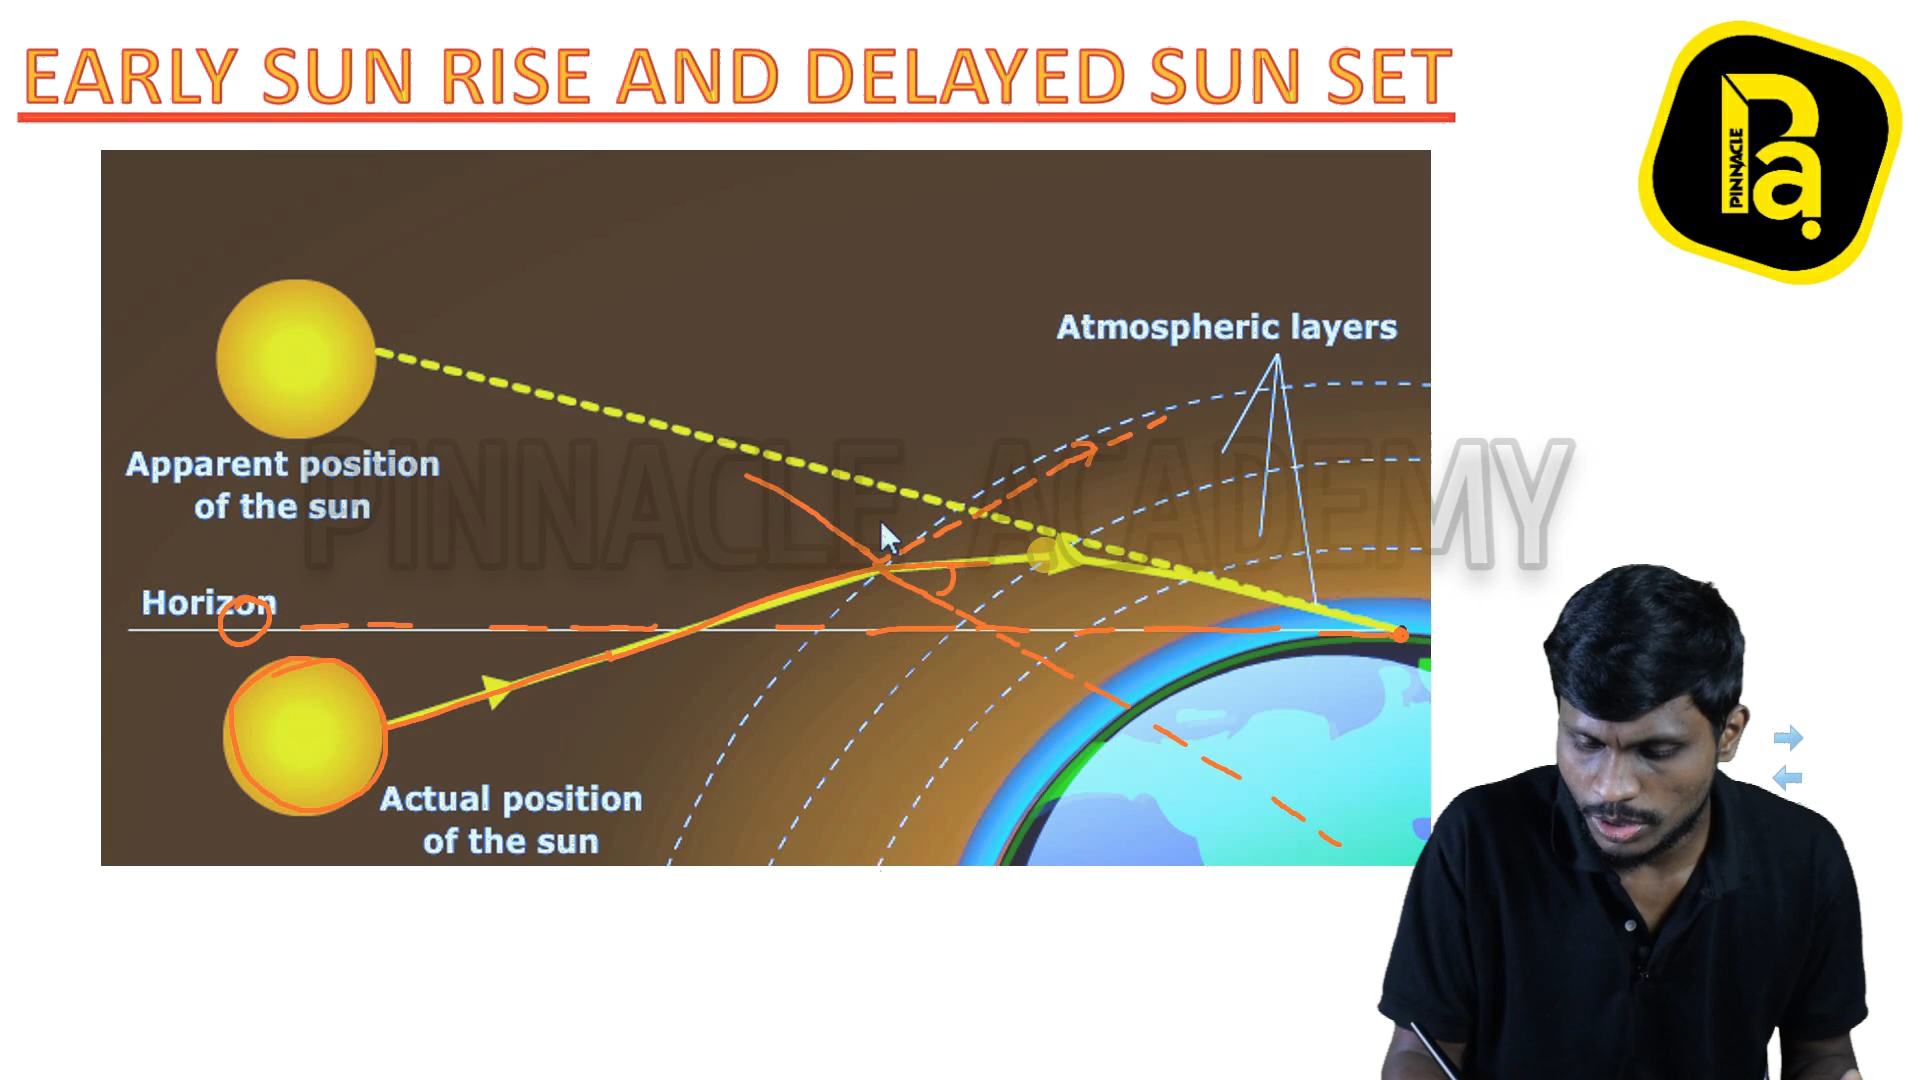 EARLY SUN RISE AND DELAYED SUN SET
PINNACLE
Pa
Atmospheric layers
Apparent position
of the sun
PINNACLE ACADEMY
Horizon
Actual position
of the sun